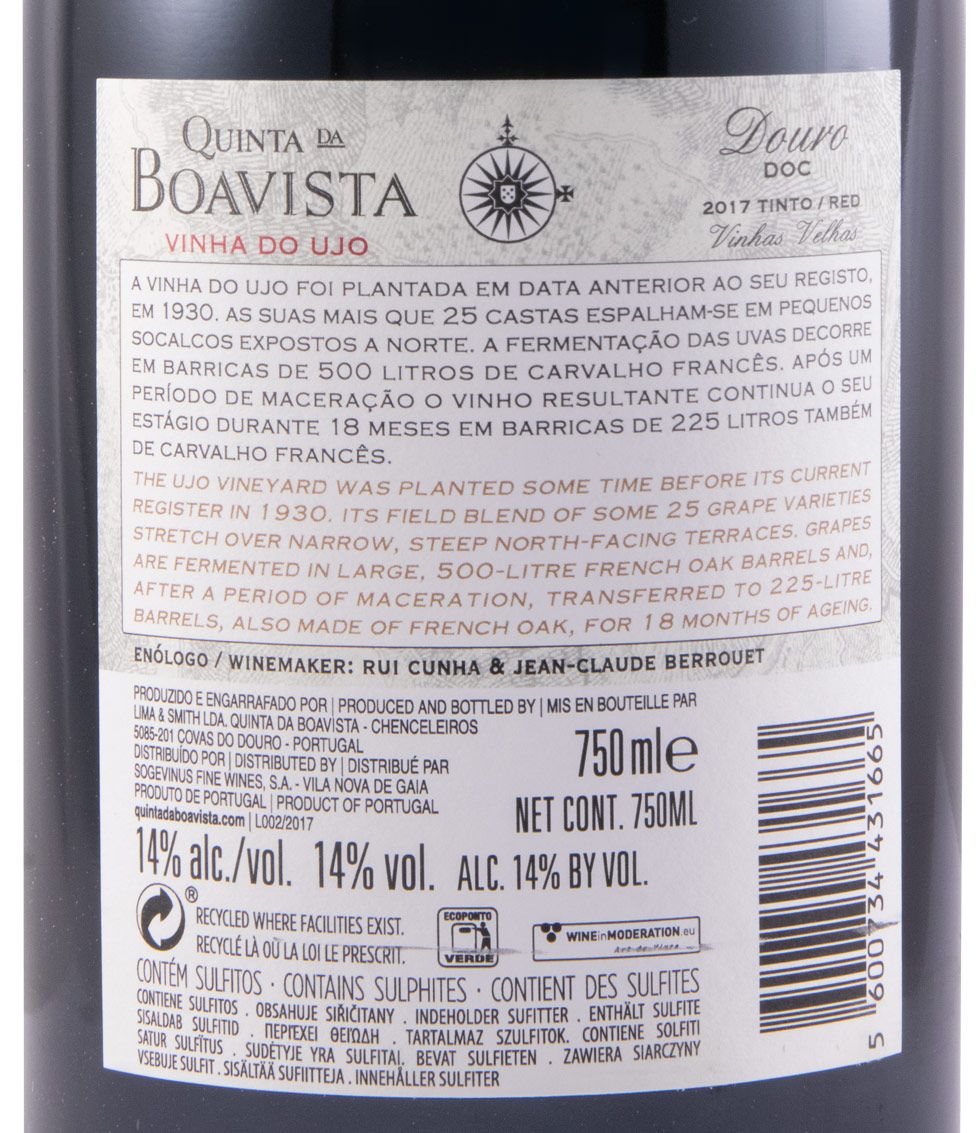 QUINTA DA
BOAVISTA
VINHA DO UJO
Douro
DOC
2017 TINTO / RED
Vinhas Velhas
A VINHA DO UJO FOI PLANTADA EM DATA ANTERIOR AO SEU REGISTO,
EM 1930. AS SUAS MAIS QUE 25 CASTAS ESPALHAM-SE EM PEQUENOS
SOCALCOS EXPOSTOS A NORTE. A FERMENTAÇÃO DAS UVAS DECORRE
EM BARRICAS DE 500 LITROS DE CARVALHO FRANCÊS. APÓS UM
PERÍODO DE MACERAÇÃO O VINHO RESULTANTE CONTINUA O SEU
ESTÁGIO DURANTE 18 MESES EM BARRICAS DE 225 LITROS TAMBÉM
DE CARVALHO FRANCÊS.
THE UJO VINEYARD WAS PLANTED SOME TIME BEFORE ITS CURRENT
REGISTER IN 1930. ITS FIELD BLEND OF SOME 25 GRAPE VARIETIES
STRETCH OVER NARROW, STEEP NORTH-FACING TERRACES. GRAPES
ARE FERMENTED IN LARGE, 500-LITRE FRENCH OAK BARRELS AND,
AFTER A PERIOD OF MACERATION, TRANSFERRED TO 225-LITRE
BARRELS, ALSO MADE OF FRENCH OAK, FOR 18 MONTHS OF AGEING.
ENÓLOGO / WINEMAKER: RUI CUNHA & JEAN-CLAUDE BERROUET
PRODUZIDO E ENGARRAFADO POR | PRODUCED AND BOTTLED BY | MIS EN BOUTEILLE PAR
LIMA & SMITH LDA. QUINTA DA BOAVISTA - CHENCELEIROS
5085-201 COVAS DO DOURO - PORTUGAL
DISTRIBUÍDO POR | DISTRIBUTED BY | DISTRIBUÉ PAR
SOGEVINUS FINE WINES, S.A. - VILA NOVA DE GAIA
PRODUTO DE PORTUGAL | PRODUCT OF PORTUGAL
quintadaboavista.com | L002/2017
750 ml e
NET CONT. 750ML
14% alc./vol. 14% vol. ALC. 14% BY VOL.
®
RECYCLED WHERE FACILITIES EXIST.
RECYCLÉ LÀ OÙ LA LOI LE PRESCRIT.
ECOPONTO
VERDE
WINEinMODERATION.eu
CONTÉM SULFITOS · CONTAINS SULPHITES · CONTIENT DES SULFITES
CONTIENE SULFITOS . OBSAHUJE SIŘIČITANY . INDEHOLDER SUFITTER . ENTHÄLT SULFITE
SISALDAB SULFITID . ΠΕΡΤΕΧΕΙ ΘΕΙΏΔΗ . TARTALMAZ SZULFITOK. CONTIENE SOLFITI
SATUR SULFĪTUS . SUDĖTYJE YRA SULFITAI. BEVAT SULFIETEN . ZAWIERA SIARCZYNY
VSEBUJE SULFIT . SISÄLTÄÄ SUFIITTEJA . INNEHÅLLER SULFITER
5 600734 431665